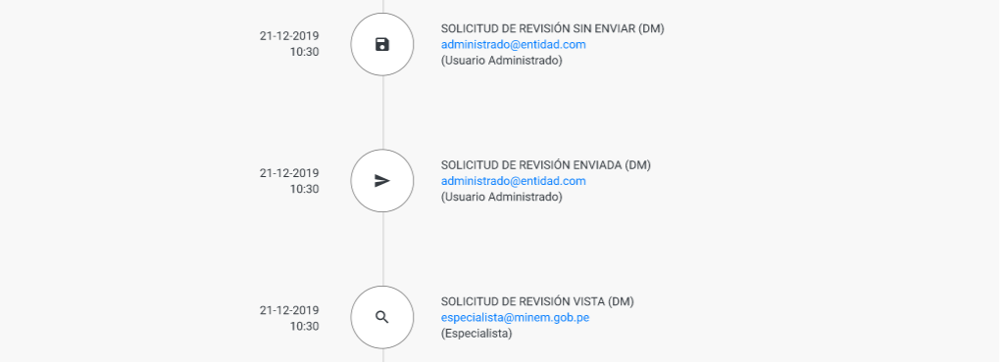 21-12-2019
10:30
SOLICITUD DE REVISIÓN SIN ENVIAR (DM)
administrado@entidad.com
(Usuario Administrado)
21-12-2019
10:30
SOLICITUD DE REVISIÓN ENVIADA (DM)
administrado@entidad.com
(Usuario Administrado)
21-12-2019
10:30
SOLICITUD DE REVISIÓN VISTA (DM)
especialista@minem.gob.pe
(Especialista)